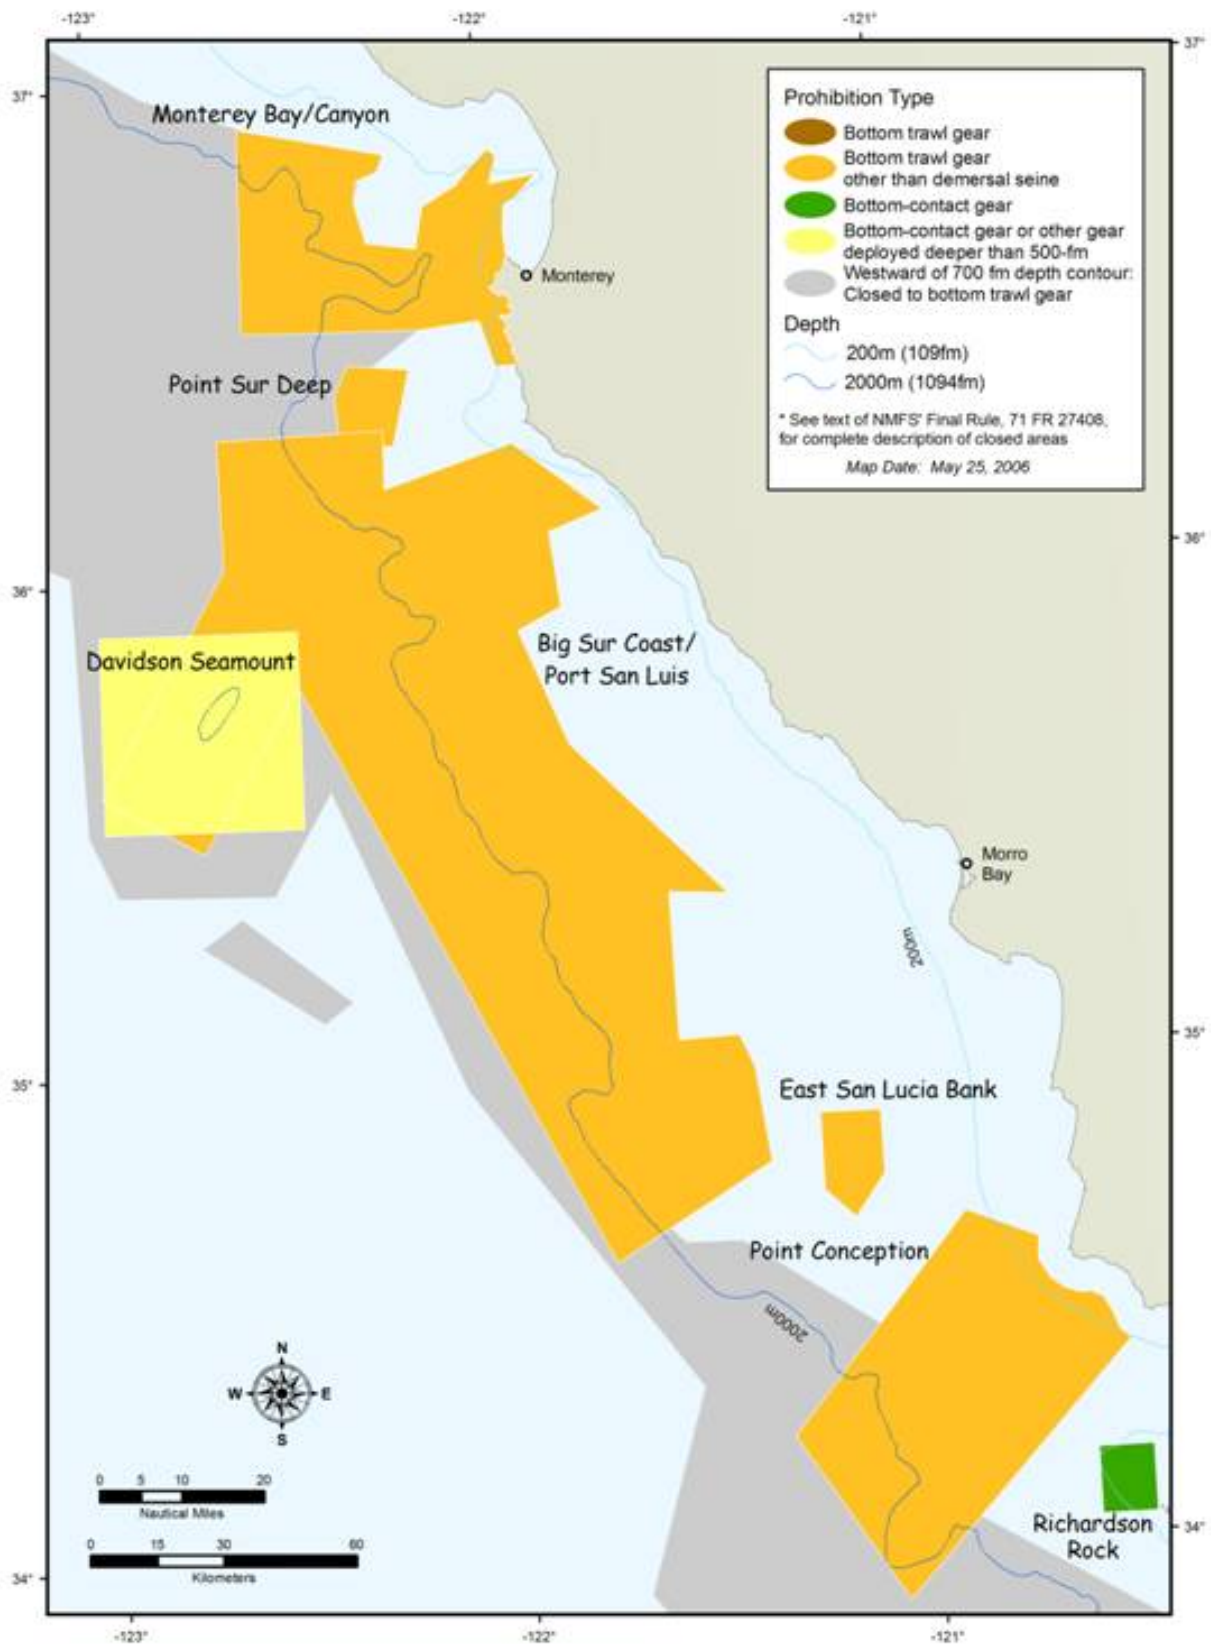 -123°
-122°
-121°
37°
37°
Monterey Bay/Canyon
Prohibition Type
Bottom trawl gear
Bottom trawl gear
other than demersal seine
Bottom-contact gear
Bottom-contact gear or other gear
deployed deeper than 500-fm
Westward of 700 fm depth contour:
Closed to bottom trawl gear
Depth
200m (109fm)
2000m (1094fm)
* See text of NMFS' Final Rule, 71 FR 27408,
for complete description of closed areas
Map Date: May 25, 2006
Monterey
Point Sur Deep
36°
36°
Big Sur Coast/
Port San Luis
Davidson Seamount
Morro
Bay
200m
35°
35°
East San Lucia Bank
Point Conception
2000m
N
W
E
S
0 5 10 20
Nautical Miles
0 15 30 60
Kilometers
Richardson
Rock
34°
34°
-123°
-122°
-121°